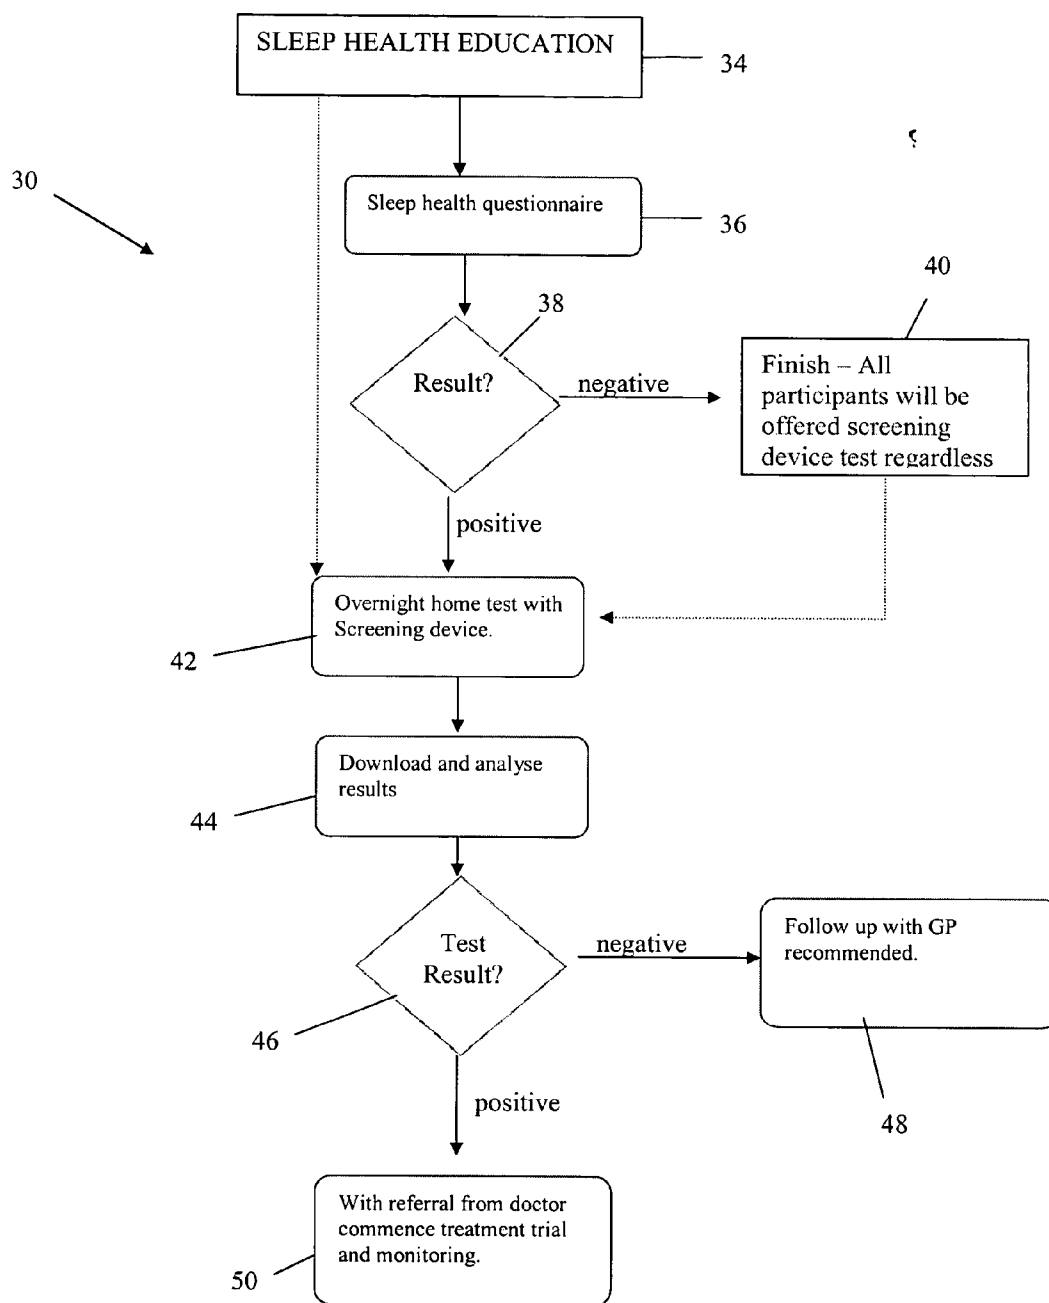 SLEEP HEALTH EDUCATION
34
30
Sleep health questionnaire
36
40
38
Result?
negative
Finish – All
participants will be
offered screening
device test regardless
positive
Overnight home test with
Screening device.
42
Download and analyse
results
44
Test
Result?
negative
Follow up with GP
recommended.
46
positive
48
With referral from doctor
commence treatment trial
and monitoring.
50